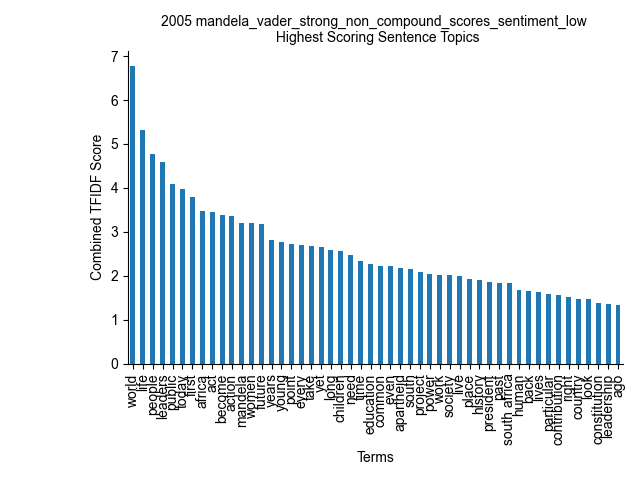 2005 mandela_vader_strong_non_compound_scores_sentiment_low
Highest Scoring Sentence Topics
Combined TFIDF Score
7
6
5
4
3
2
1
0
world
life
people
leaders
public
today
first
africa
act
become
action
mandela
women
future
years
young
point
every
take
yet
long
children
need
time
education
common
even
apartheid
south
project
power
work
society
live
place
history
president
past
south africa
human
back
lives
particular
contribution
right
country
look
constitution
leadership
ago
Terms